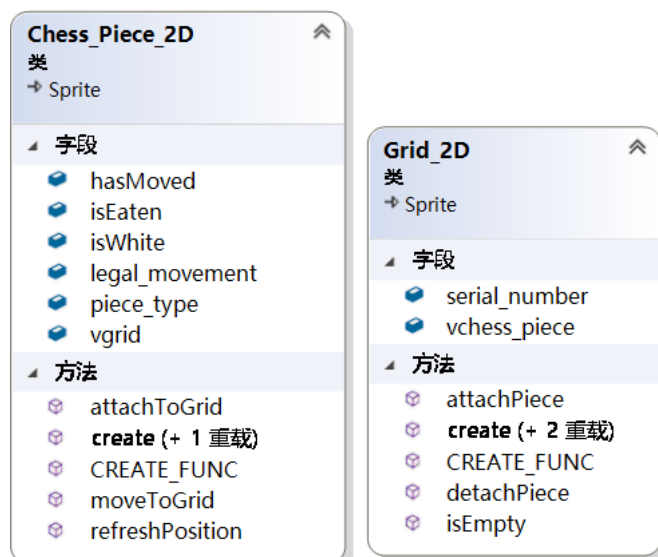 Chess_Piece_2D
类
Sprite
字段
hasMoved
isEaten
isWhite
legal_movement
piece_type
vgrid
方法
attachToGrid
create (+ 1 重载)
CREATE_FUNC
moveToGrid
refreshPosition
Grid_2D
类
Sprite
字段
serial_number
vchess_piece
方法
attachPiece
create (+ 2 重载)
CREATE_FUNC
detachPiece
isEmpty